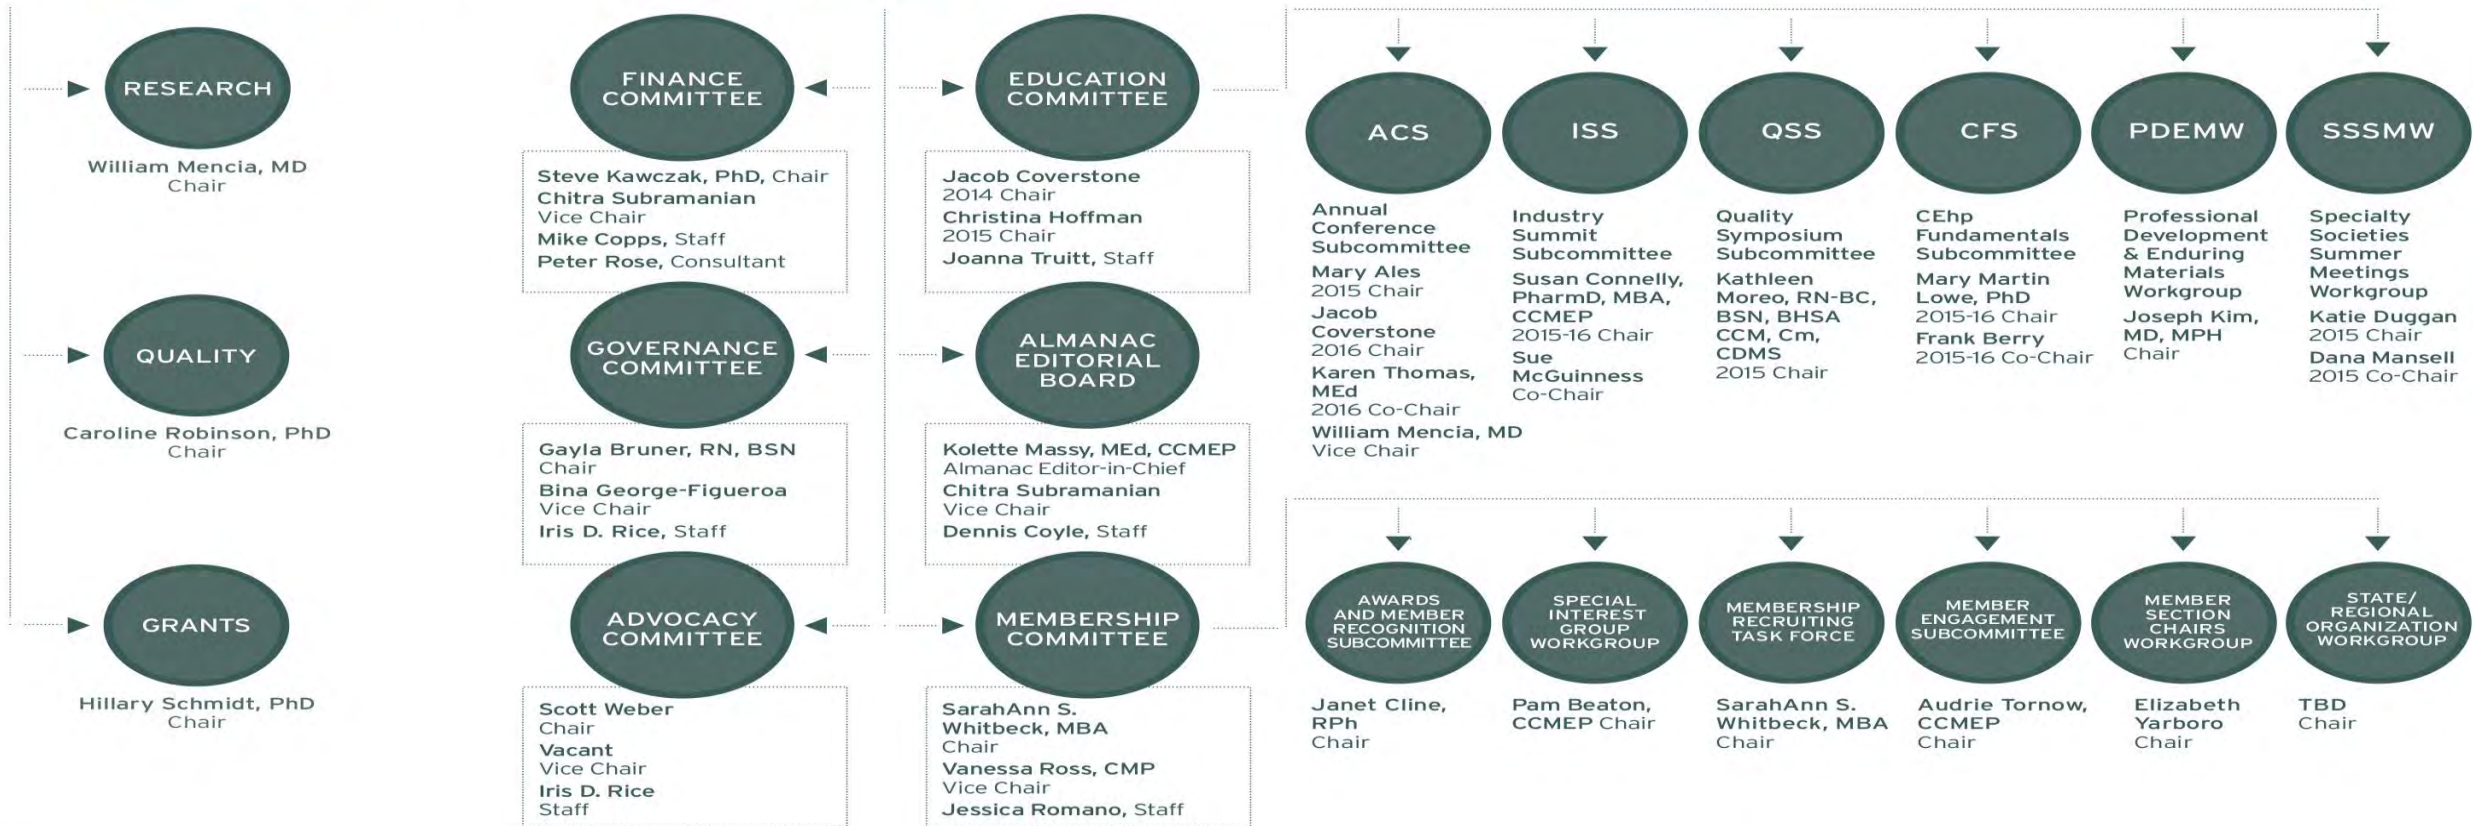 RESEARCH
William Mencia, MD
Chair
QUALITY
Caroline Robinson, PhD
Chair
GRANTS
Hillary Schmidt, PhD
Chair
FINANCE
COMMITTEE
Steve Kawczak, PhD, Chair
Chitra Subramanian
Vice Chair
Mike Copps, Staff
Peter Rose, Consultant
GOVERNANCE
COMMITTEE
Gayla Bruner, RN, BSN
Chair
Bina George-Figueroa
Vice Chair
Iris D. Rice, Staff
ADVOCACY
COMMITTEE
Scott Weber
Chair
Vacant
Vice Chair
Iris D. Rice
Staff
EDUCATION
COMMITTEE
Jacob Coverstone
2014 Chair
Christina Hoffman
2015 Chair
Joanna Truitt, Staff
ALMANAC
EDITORIAL
BOARD
Kolette Massy, MEd, CCMEP
Almanac Editor-in-Chief
Chitra Subramanian
Vice Chair
Dennis Coyle, Staff
MEMBERSHIP
COMMITTEE
SarahAnn S.
Whitbeck, MBA
Chair
Vanessa Ross, CMP
Vice Chair
Jessica Romano, Staff
ACS
Annual
Conference
Subcommittee
Mary Ales
2015 Chair
Jacob
Coverstone
2016 Chair
Karen Thomas,
MEd
2016 Co-Chair
William Mencia, MD
Vice Chair
ISS
Industry
Summit
Subcommittee
Susan Connelly,
PharmD, MBA,
CCMEP
2015-16 Chair
Sue
McGuinness
Co-Chair
QSS
Quality
Symposium
Subcommittee
Kathleen
Moreo, RN-BC,
BSN, BHSA
CCM, Cm,
CDMS
2015 Chair
CFS
CEhp
Fundamentals
Subcommittee
Mary Martin
Lowe, PhD
2015-16 Chair
Frank Berry
2015-16 Co-Chair
PDEMW
Professional
Development
& Enduring
Materials
Workgroup
Joseph Kim,
MD, MPH
Chair
SSSMW
Specialty
Societies
Summer
Meetings
Workgroup
Katie Duggan
2015 Chair
Dana Mansell
2015 Co-Chair
AWARDS
AND MEMBER
RECOGNITION
SUBCOMMITTEE
Janet Cline,
RPh
Chair
SPECIAL
INTEREST
GROUP
WORKGROUP
Pam Beaton,
CCMEP Chair
MEMBERSHIP
RECRUITING
TASK FORCE
SarahAnn S.
Whitbeck, MBA
Chair
MEMBER
ENGAGEMENT
SUBCOMMITTEE
Audrie Tornow,
CCMEP
Chair
MEMBER
SECTION
CHAIRS
WORKGROUP
Elizabeth
Yarboro
Chair
STATE/
REGIONAL
ORGANIZATION
WORKGROUP
TBD
Chair